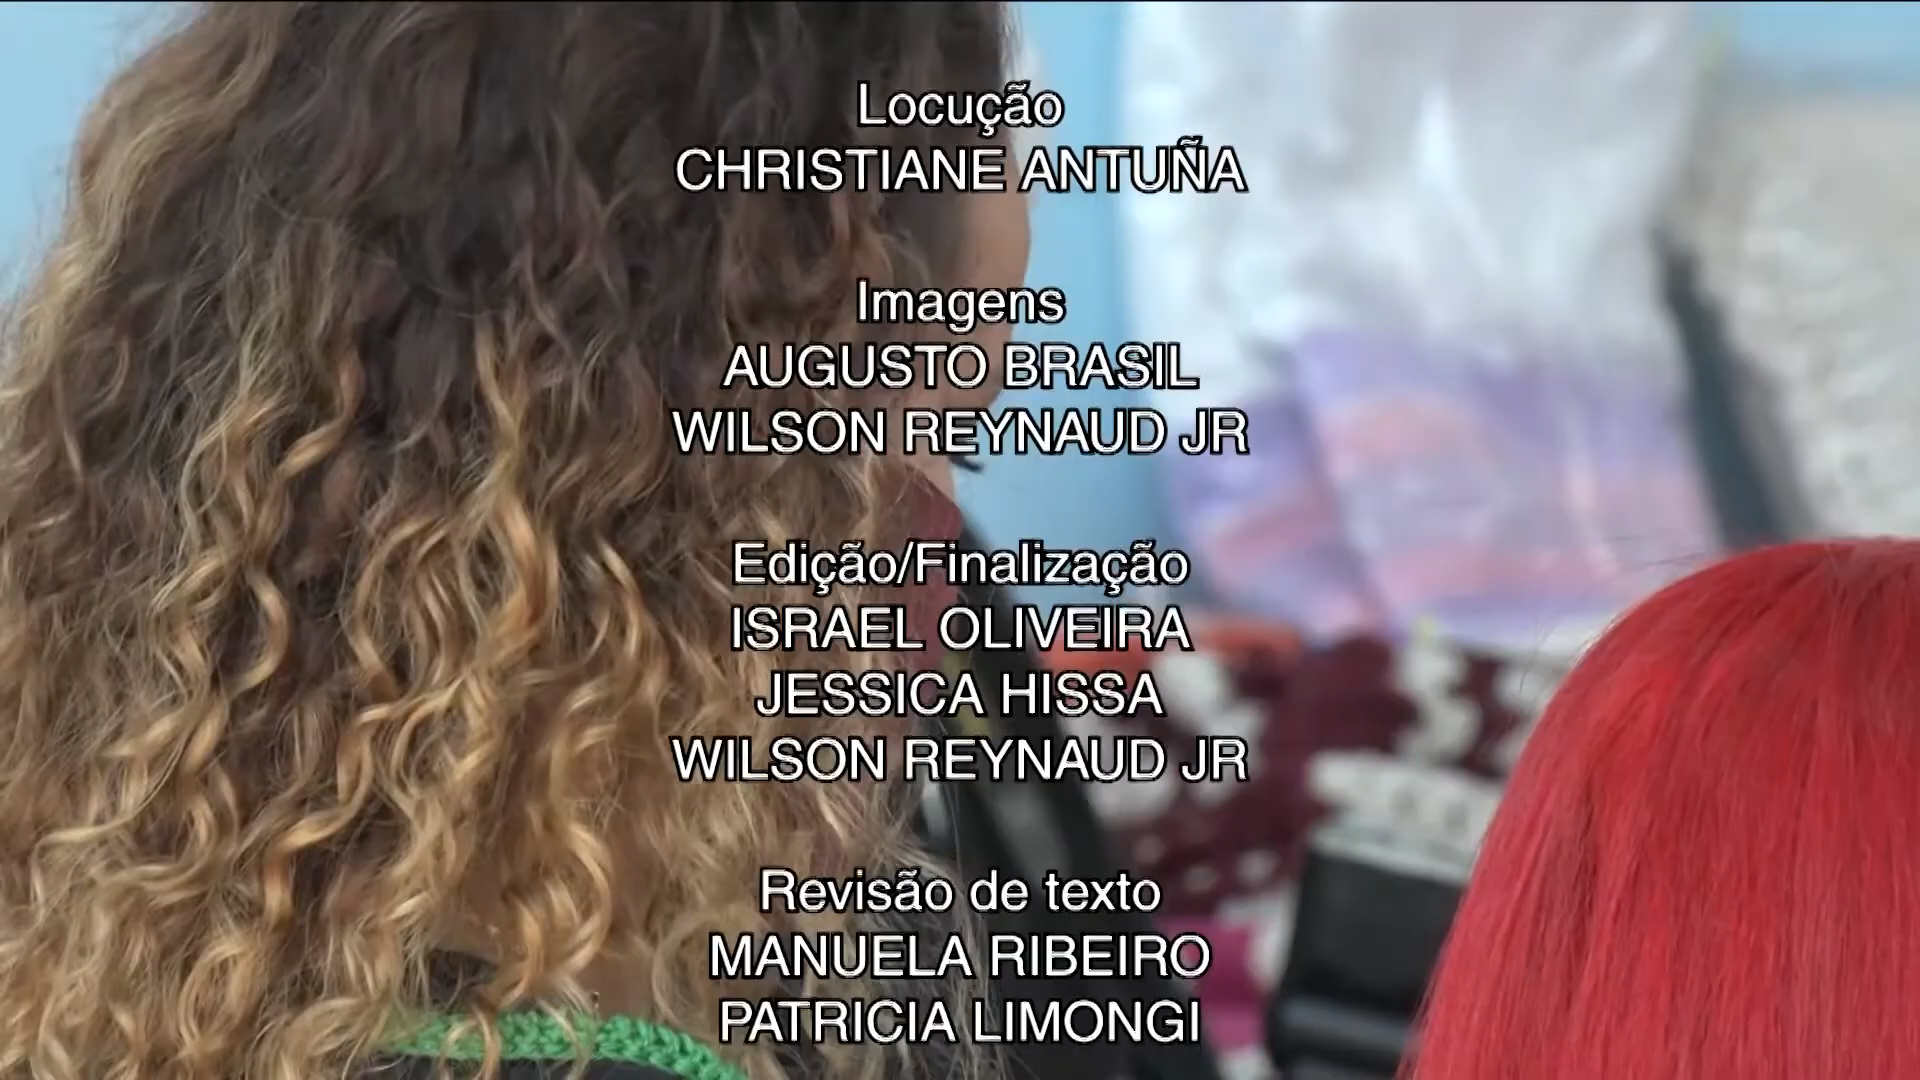 Locução
CHRISTIANE ANTUÑA
Imagens
AUGUSTO BRASIL
WILSON REYNAUD JR
Edição/Finalização
ISRAEL OLIVEIRA
JESSICA HISSA
WILSON REYNAUD JR
Revisão de texto
MANUELA RIBEIRO
PATRICIA LIMONGI